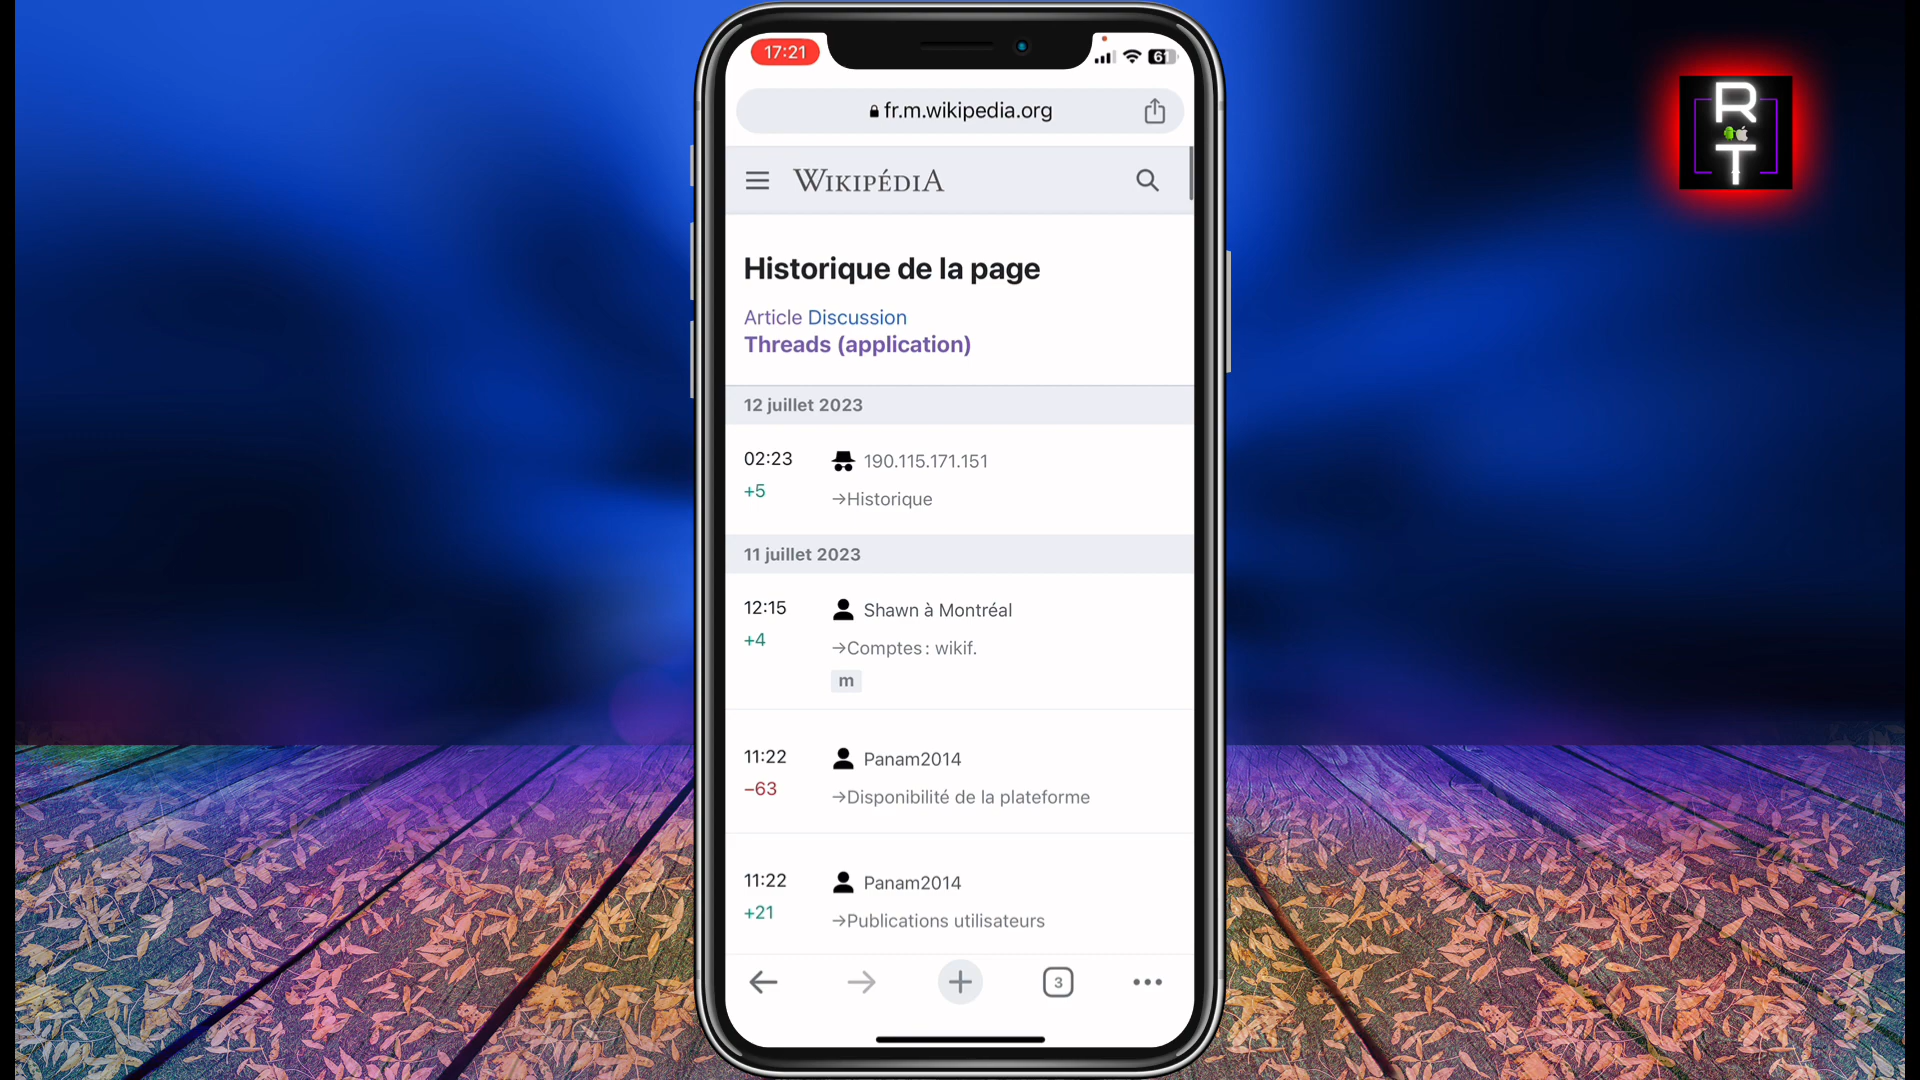 17:21
61
fr.m.wikipedia.org
WIKIPÉDIA
R
T
Historique de la page
Article Discussion
Threads (application)
12 juillet 2023
02:23 190.115.171.151
+5 →Historique
11 juillet 2023
12:15 Shawn à Montréal
+4 →Comptes : wikif.
m
11:22 Panam2014
−63 →Disponibilité de la plateforme
11:22 Panam2014
+21 →Publications utilisateurs
3